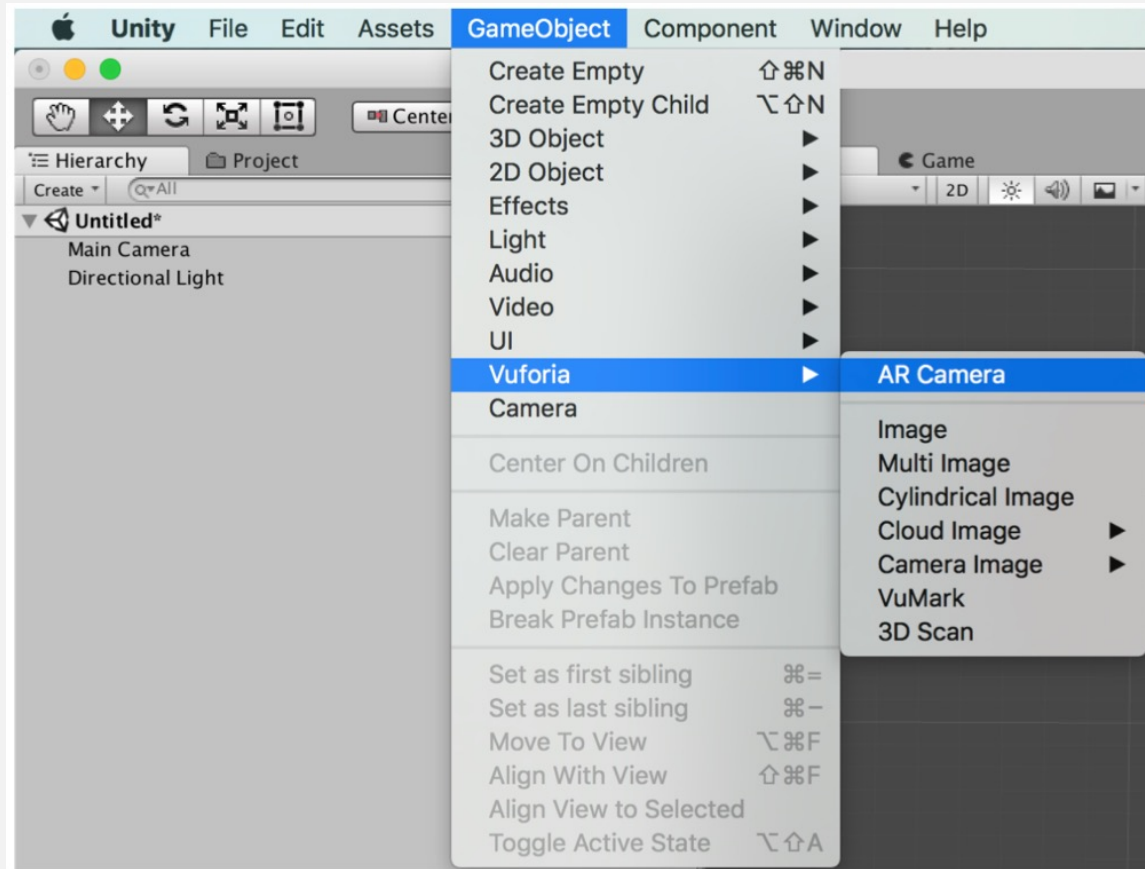 Unity File Edit Assets GameObject Component Window Help
Center
Hierarchy Project Game
Create All 2D
Untitled*
Main Camera
Directional Light
Create Empty ⇧⌘N
Create Empty Child ⌥⇧N
3D Object
2D Object
Effects
Light
Audio
Video
UI
Vuforia
Camera
Center On Children
Make Parent
Clear Parent
Apply Changes To Prefab
Break Prefab Instance
Set as first sibling ⌘=
Set as last sibling ⌘−
Move To View ⌥⌘F
Align With View ⇧⌘F
Align View to Selected
Toggle Active State ⌥⇧A
AR Camera
Image
Multi Image
Cylindrical Image
Cloud Image
Camera Image
VuMark
3D Scan